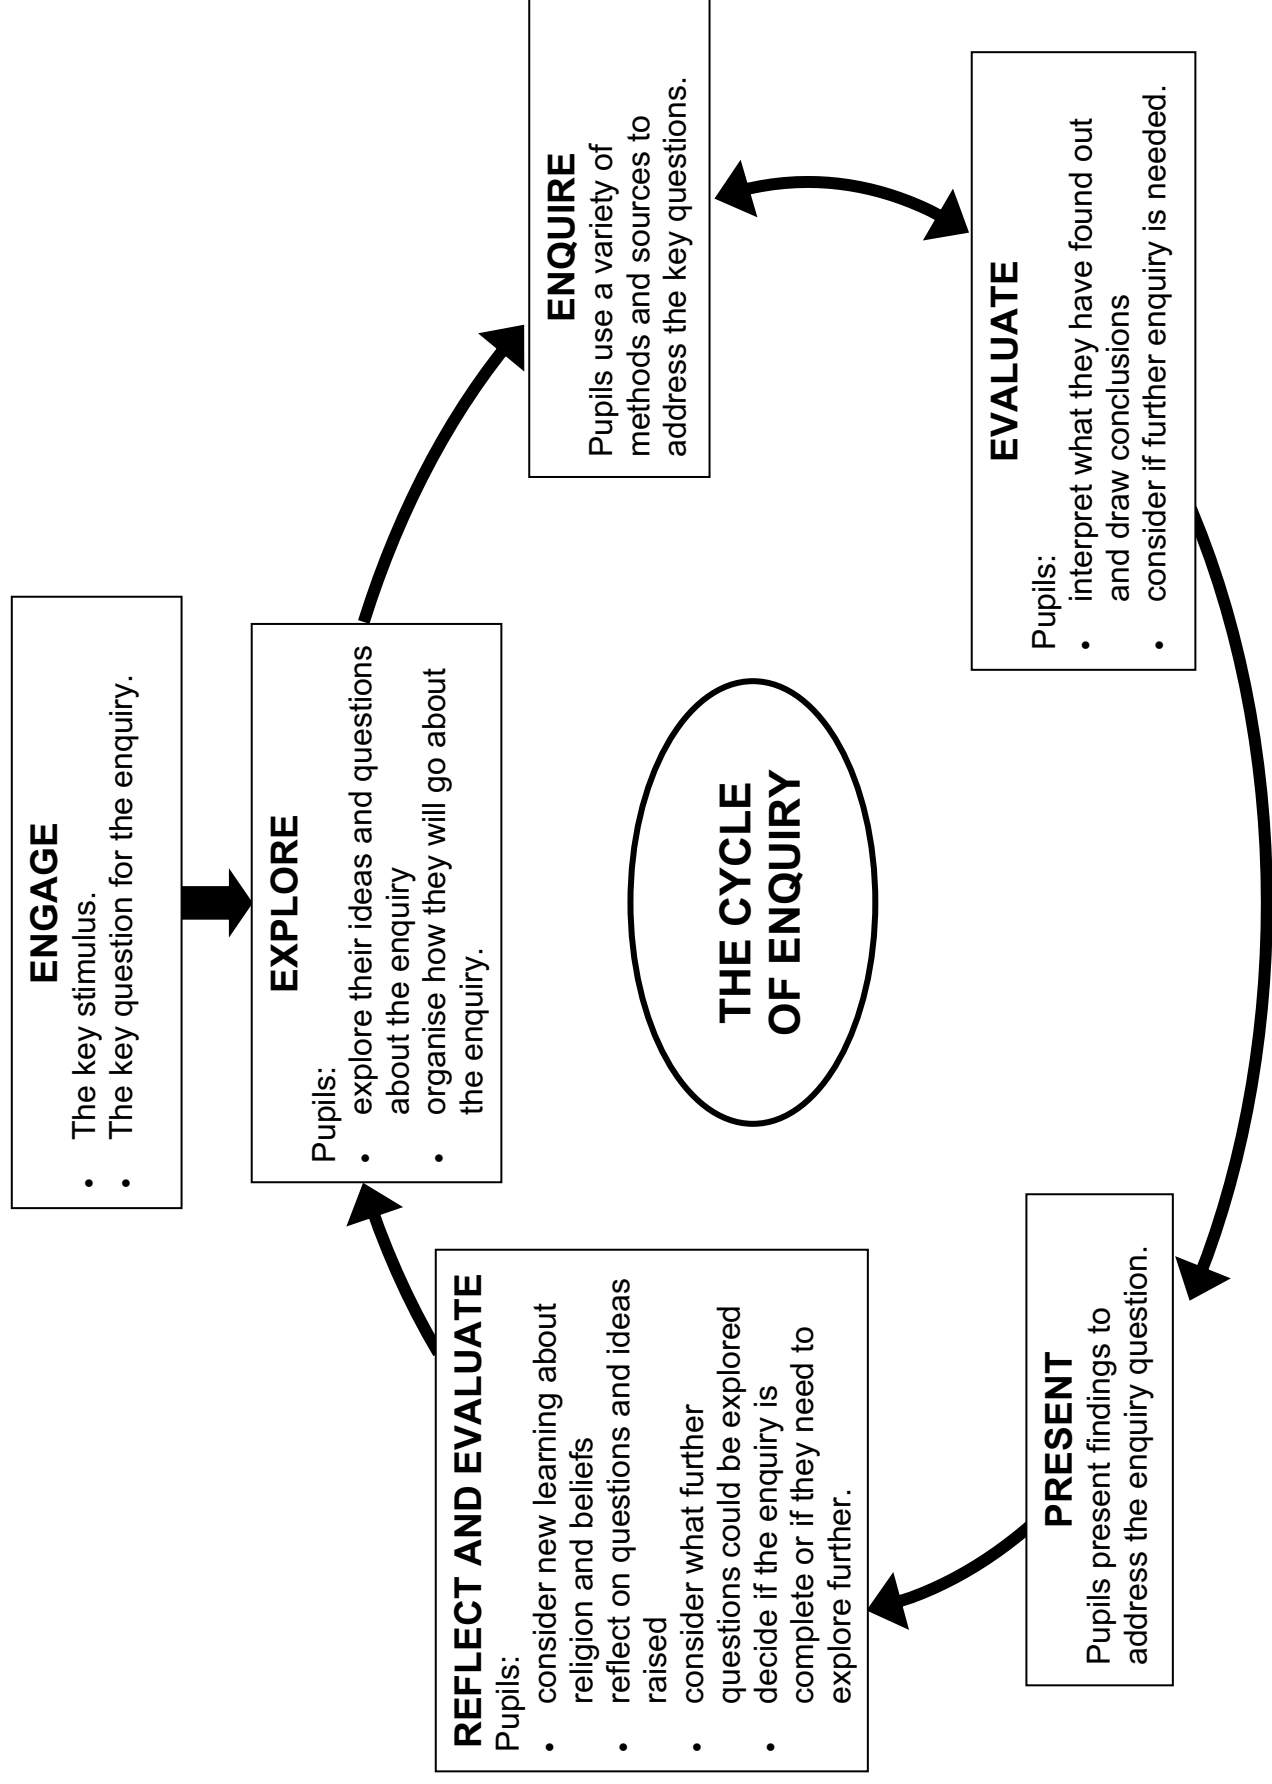 ENGAGE
• The key stimulus.
• The key question for the enquiry.
EXPLORE
Pupils:
• explore their ideas and questions
about the enquiry
• organise how they will go about
the enquiry.
ENQUIRE
Pupils use a variety of
methods and sources to
address the key questions.
EVALUATE
Pupils:
• interpret what they have found out
and draw conclusions
• consider if further enquiry is needed.
PRESENT
Pupils present findings to
address the enquiry question.
REFLECT AND EVALUATE
Pupils:
• consider new learning about
religion and beliefs
• reflect on questions and ideas
raised
• consider what further
questions could be explored
• decide if the enquiry is
complete or if they need to
explore further.
THE CYCLE
OF ENQUIRY